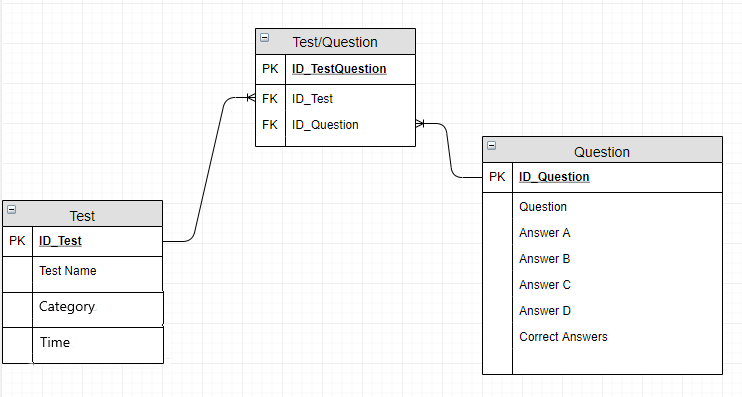 Test/Question
PK ID_TestQuestion
FK ID_Test
FK ID_Question
Question
PK ID_Question
Question
Answer A
Answer B
Answer C
Answer D
Correct Answers
Test
PK ID_Test
Test Name
Category
Time